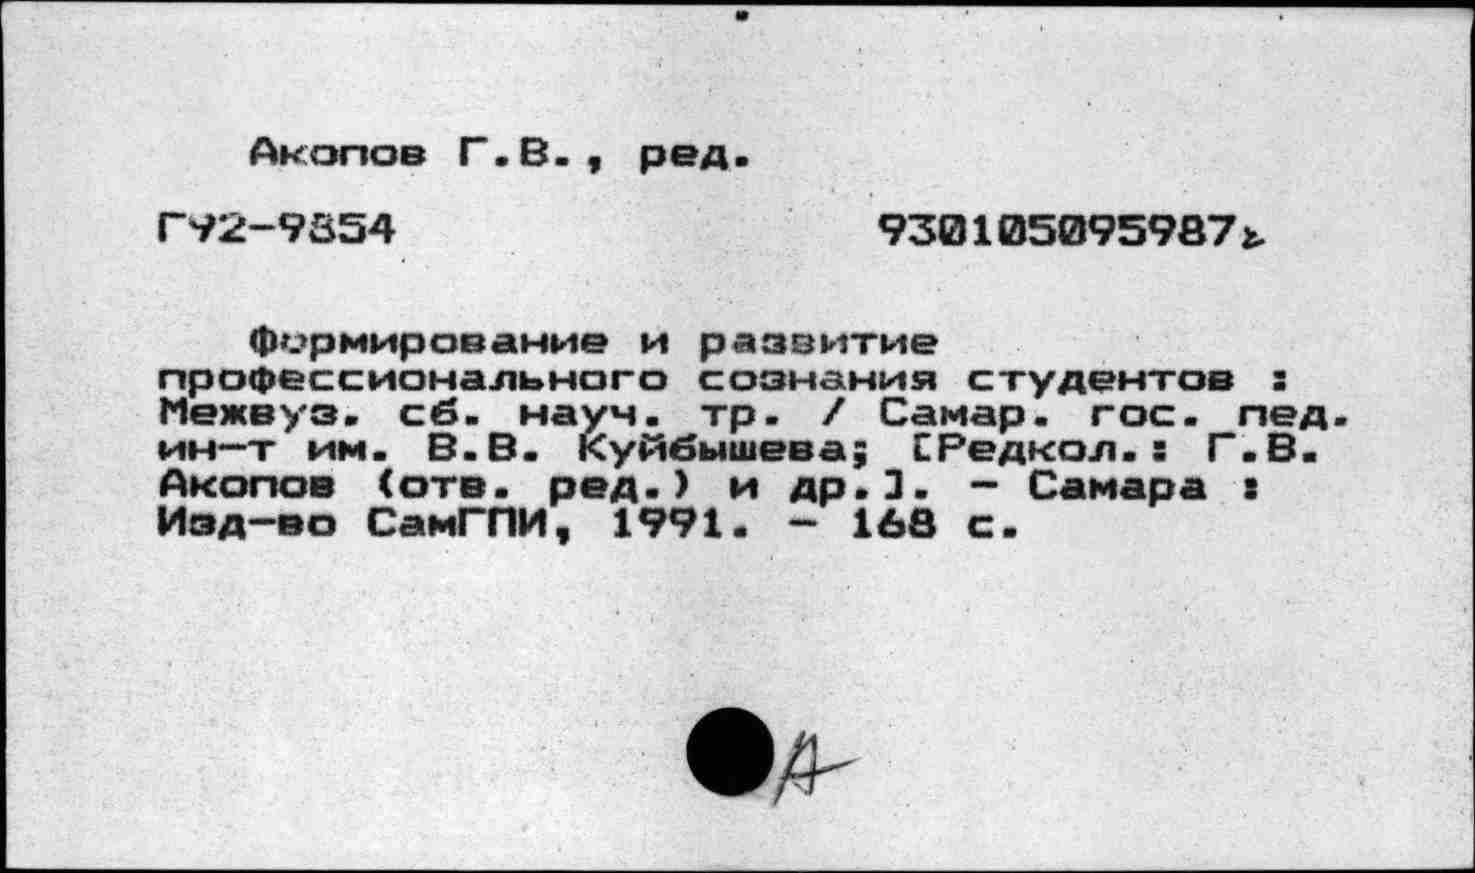 Акопов Г.В., ред.
Г92-9854 930105095987
Формирование и развитие
профессионального сознания студентов :
Межвуз. сб. науч. тр. / Самар. гос. пед.
ин-т им. В.В. Куйбышева; [Редкол.: Г.В.
Акопов (отв. ред.) и др.]. - Самара :
Изд-во СамГПИ, 1991. - 168 с.
А